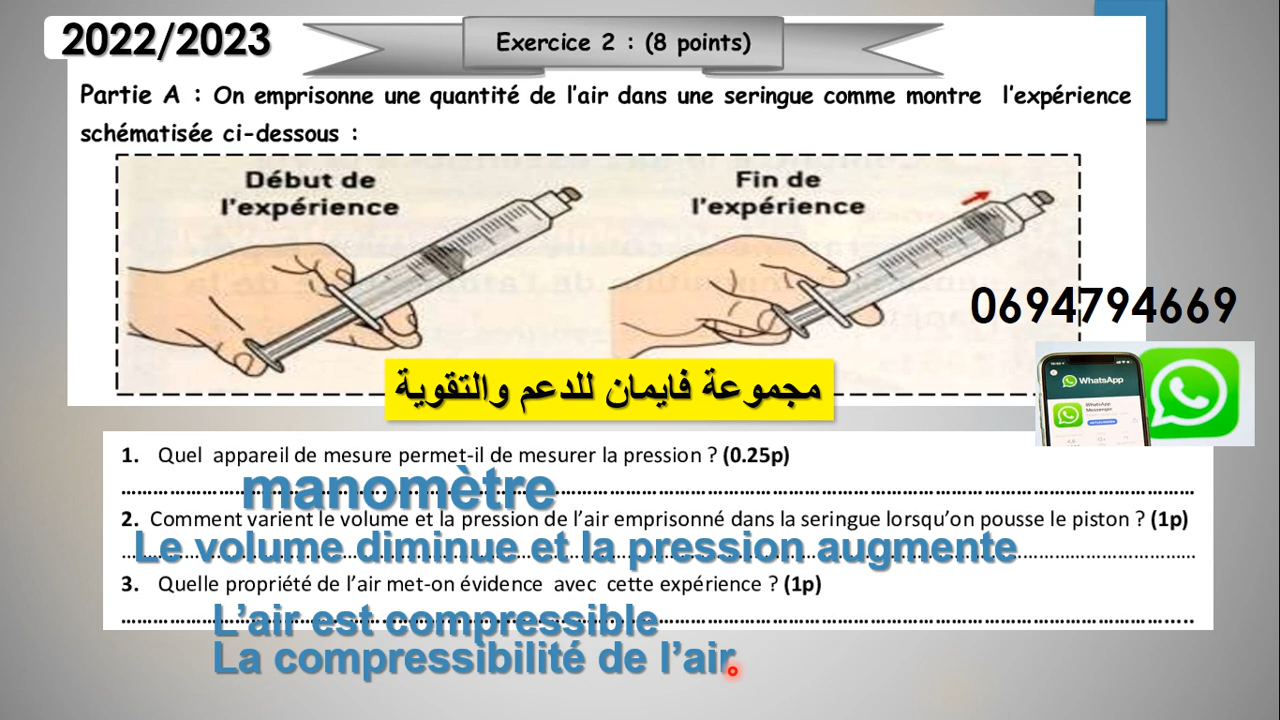 2022/2023
Exercice 2 : (8 points)
Partie A : On emprisonne une quantité de l’air dans une seringue comme montre l’expérience
schématisée ci-dessous :
Début de
l’expérience
Fin de
l’expérience
0694794669
WhatsApp
WhatsApp
Messenger
مجموعة فايمان للدعم والتقوية
1. Quel appareil de mesure permet-il de mesurer la pression ? (0.25p)
manomètre
2. Comment varient le volume et la pression de l’air emprisonné dans la seringue lorsqu’on pousse le piston ? (1p)
Le volume diminue et la pression augmente
3. Quelle propriété de l’air met-on évidence avec cette expérience ? (1p)
L’air est compressible
La compressibilité de l’air